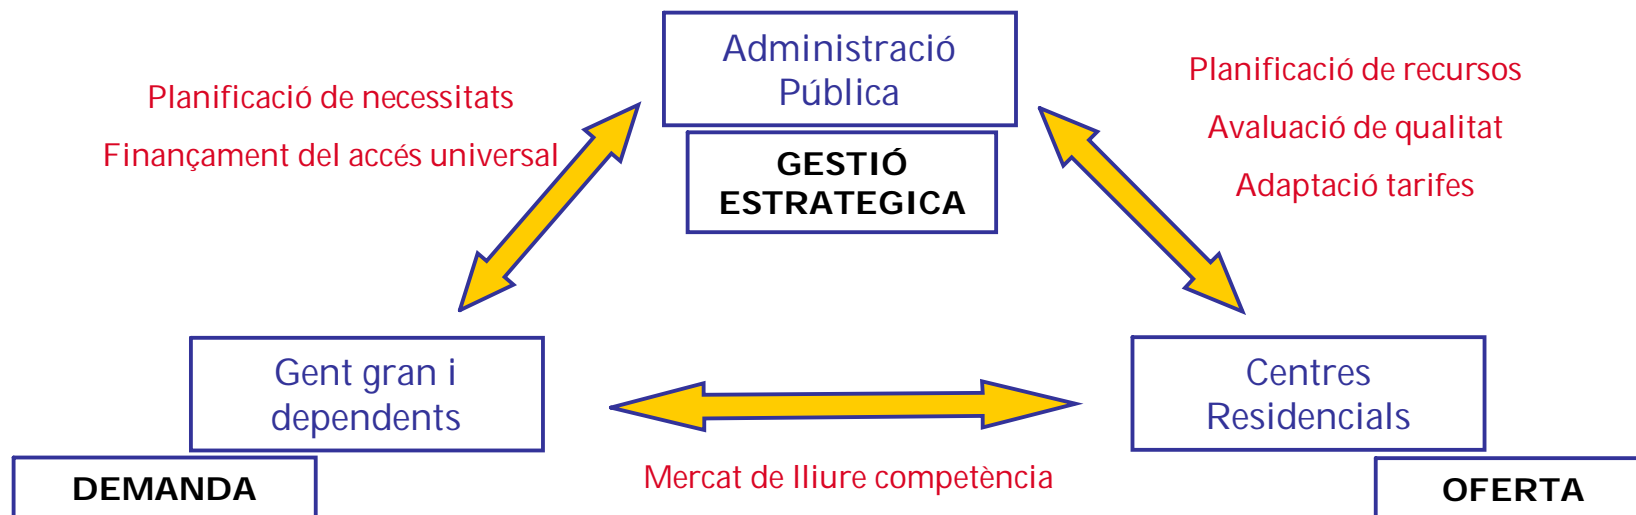 Administració
Pública
GESTIÓ
ESTRATEGICA
Planificació de necessitats
Finançament del accés universal
Planificació de recursos
Avaluació de qualitat
Adaptació tarifes
Gent gran i
dependents
DEMANDA
Mercat de lliure competència
Centres
Residencials
OFERTA